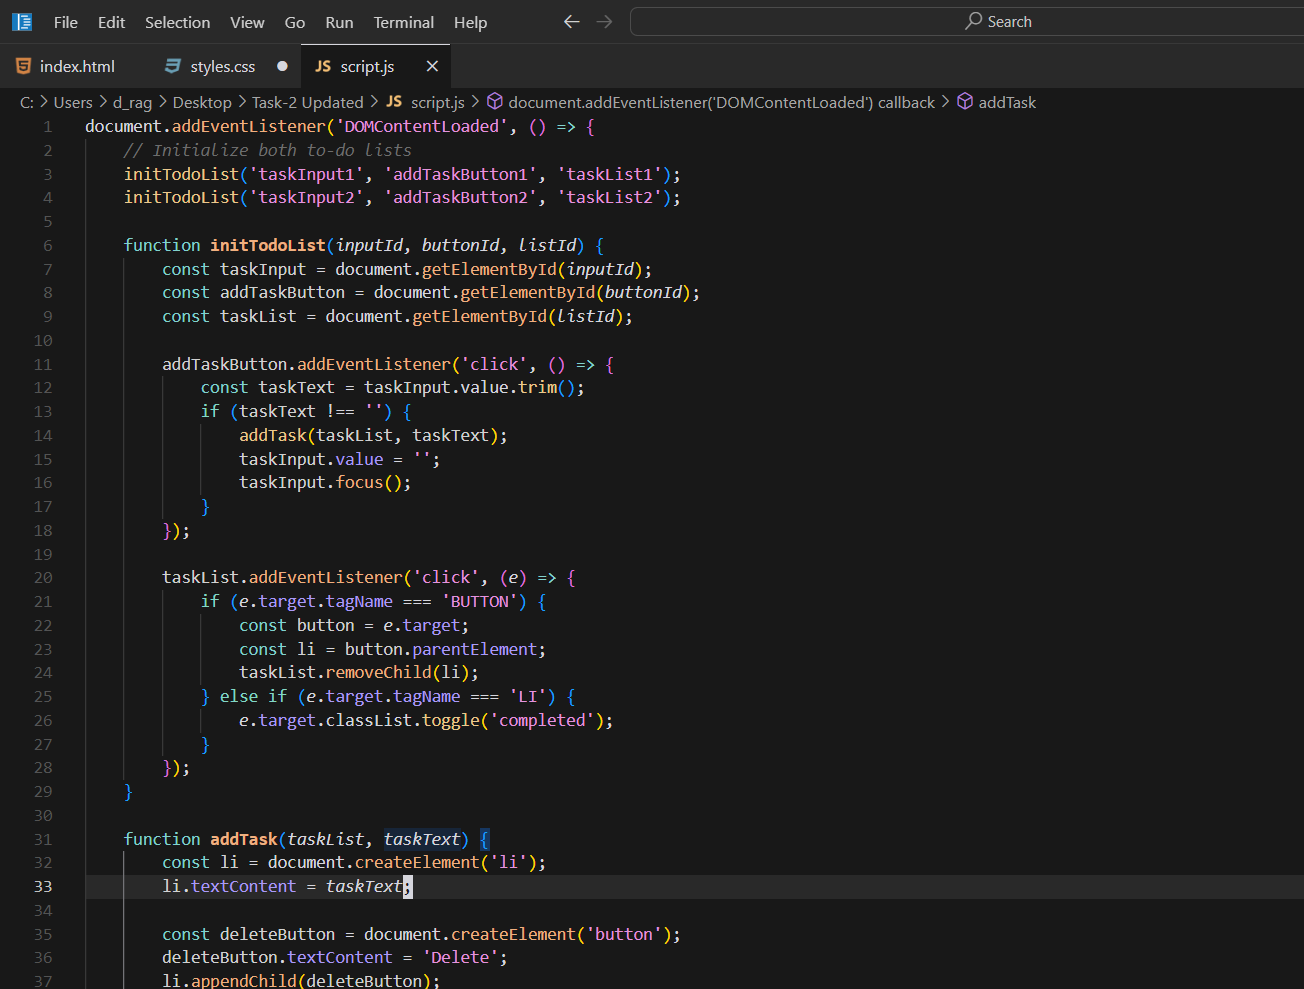 File Edit Selection View Go Run Terminal Help Search
index.html styles.css JS script.js
C: > Users > d_rag > Desktop > Task-2 Updated > JS script.js > document.addEventListener('DOMContentLoaded') callback > addTask
1 document.addEventListener('DOMContentLoaded', () => {
2 // Initialize both to-do lists
3 initTodoList('taskInput1', 'addTaskButton1', 'taskList1');
4 initTodoList('taskInput2', 'addTaskButton2', 'taskList2');
5
6 function initTodoList(inputId, buttonId, listId) {
7 const taskInput = document.getElementById(inputId);
8 const addTaskButton = document.getElementById(buttonId);
9 const taskList = document.getElementById(listId);
10
11 addTaskButton.addEventListener('click', () => {
12 const taskText = taskInput.value.trim();
13 if (taskText !== '') {
14 addTask(taskList, taskText);
15 taskInput.value = '';
16 taskInput.focus();
17 }
18 });
19
20 taskList.addEventListener('click', (e) => {
21 if (e.target.tagName === 'BUTTON') {
22 const button = e.target;
23 const li = button.parentElement;
24 taskList.removeChild(li);
25 } else if (e.target.tagName === 'LI') {
26 e.target.classList.toggle('completed');
27 }
28 });
29 }
30
31 function addTask(taskList, taskText) {
32 const li = document.createElement('li');
33 li.textContent = taskText;
34
35 const deleteButton = document.createElement('button');
36 deleteButton.textContent = 'Delete';
37 li.appendChild(deleteButton);